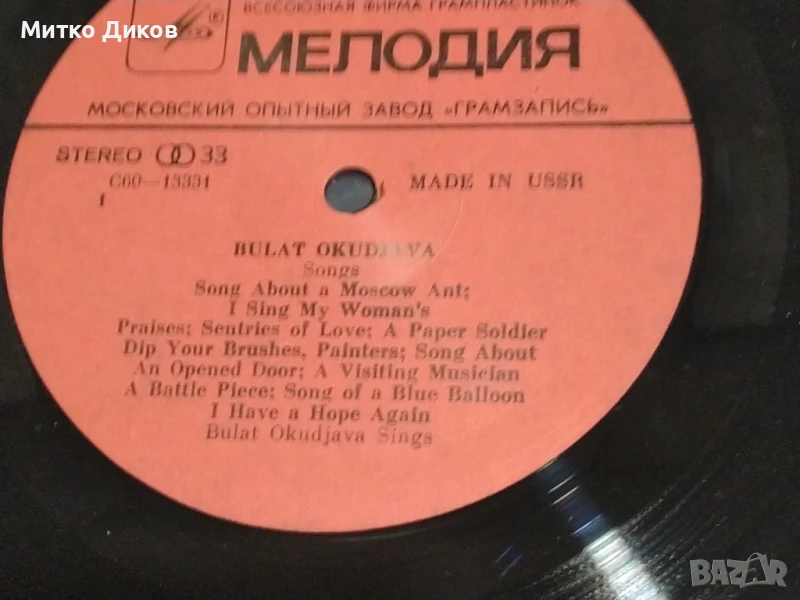 Митко Диков
ВСЕСОЮЗНАЯ ФИРМА ГРАМПЛАСТИНОК
®
МЕЛОДИЯ
МОСКОВСКИЙ ОПЫТНЫЙ ЗАВОД «ГРАМЗАПИСЬ»
STEREO 33
С60—13331
1
MADE IN USSR
BULAT OKUDJAVA
Songs
Song About a Moscow Ant;
I Sing My Woman's
Praises; Sentries of Love; A Paper Soldier
Dip Your Brushes, Painters; Song About
An Opened Door; A Visiting Musician
A Battle Piece; Song of a Blue Balloon
I Have a Hope Again
Bulat Okudjava Sings
BAZAR